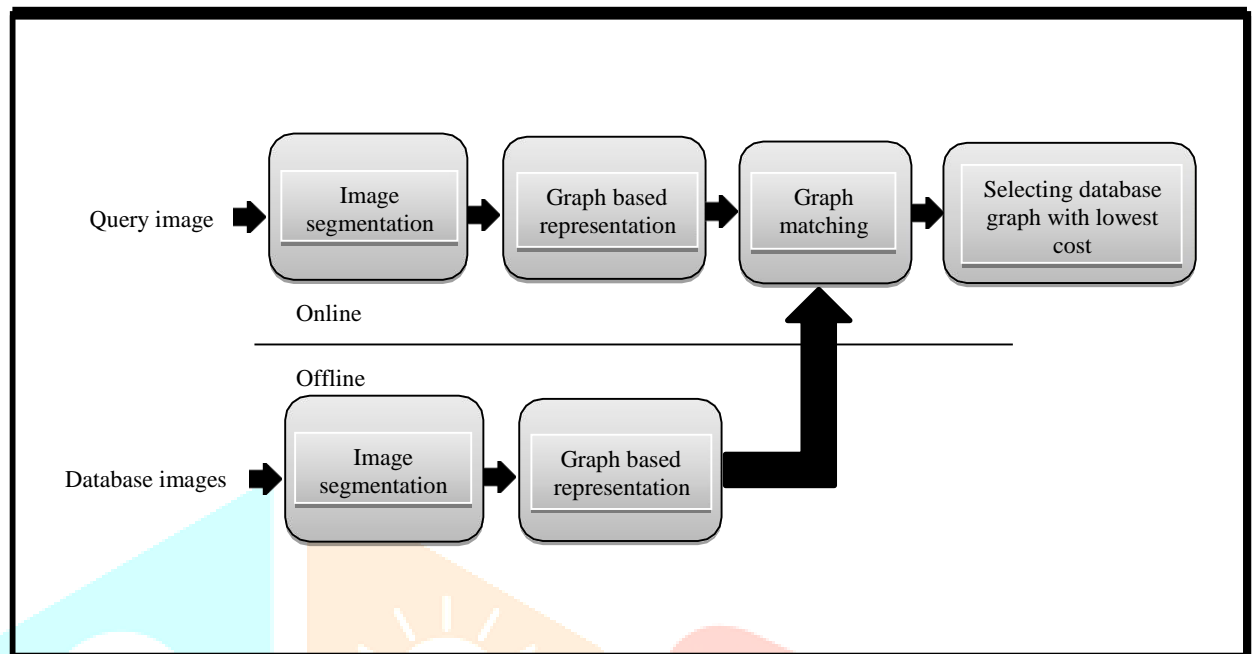 Query image
Image
segmentation
Graph based
representation
Graph
matching
Selecting database
graph with lowest
cost
Online
Offline
Database images
Image
segmentation
Graph based
representation